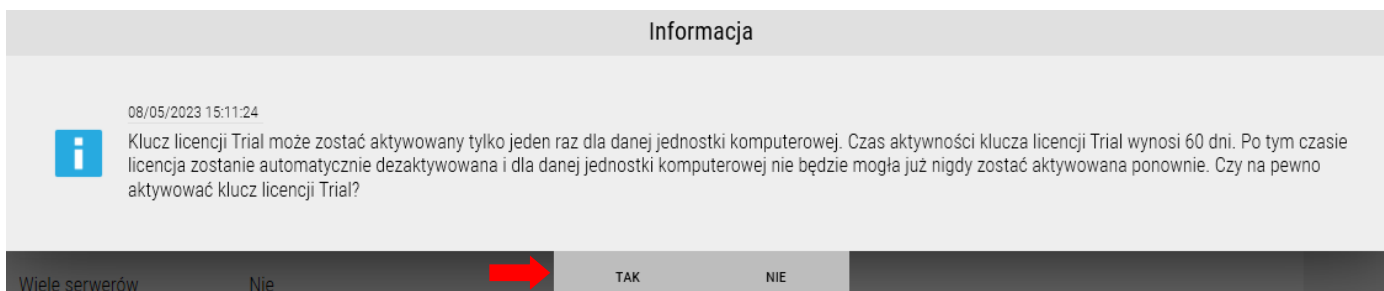 Informacja
08/05/2023 15:11:24
Klucz licencji Trial może zostać aktywowany tylko jeden raz dla danej jednostki komputerowej. Czas aktywności klucza licencji Trial wynosi 60 dni. Po tym czasie
licencja zostanie automatycznie dezaktywowana i dla danej jednostki komputerowej nie będzie mogła już nigdy zostać aktywowana ponownie. Czy na pewno
aktywować klucz licencji Trial?
TAK NIE
Wiele serwerów Nie